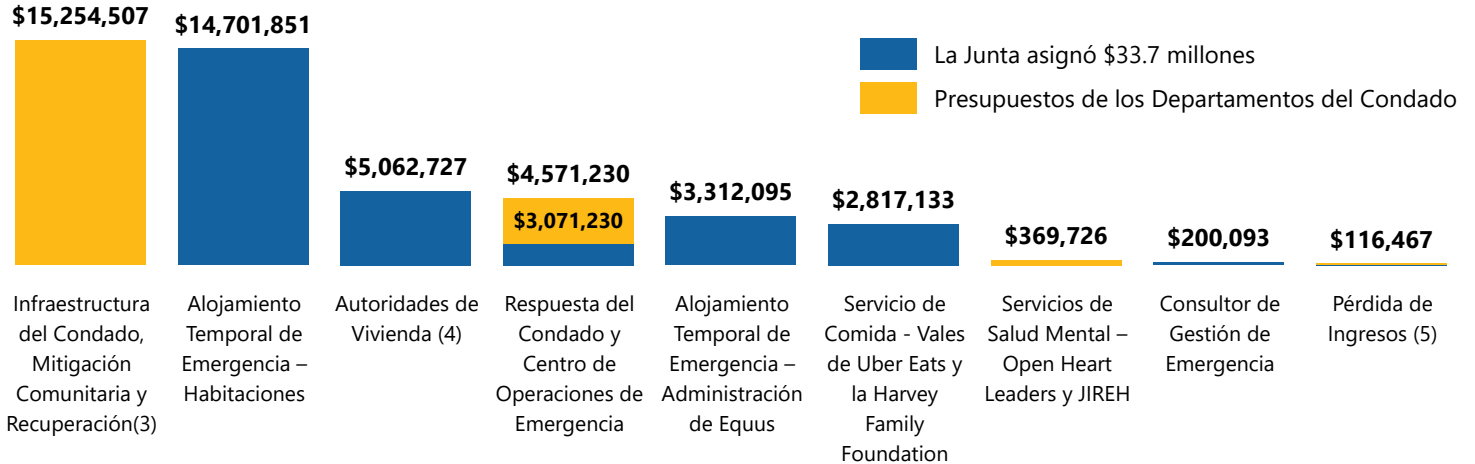 $15,254,507
$14,701,851
$5,062,727
$4,571,230
$3,071,230
$3,312,095
$2,817,133
$369,726
$200,093
$116,467
La Junta asignó $33.7 millones
Presupuestos de los Departamentos del Condado
Infraestructura
del Condado,
Mitigación
Comunitaria y
Recuperación(3)
Alojamiento
Temporal de
Emergencia –
Habitaciones
Autoridades de
Vivienda (4)
Respuesta del
Condado y
Centro de
Operaciones de
Emergencia
Alojamiento
Temporal de
Emergencia –
Administración
de Equus
Servicio de
Comida - Vales
de Uber Eats y
la Harvey
Family
Foundation
Servicios de
Salud Mental –
Open Heart
Leaders y JIREH
Consultor de
Gestión de
Emergencia
Pérdida de
Ingresos (5)